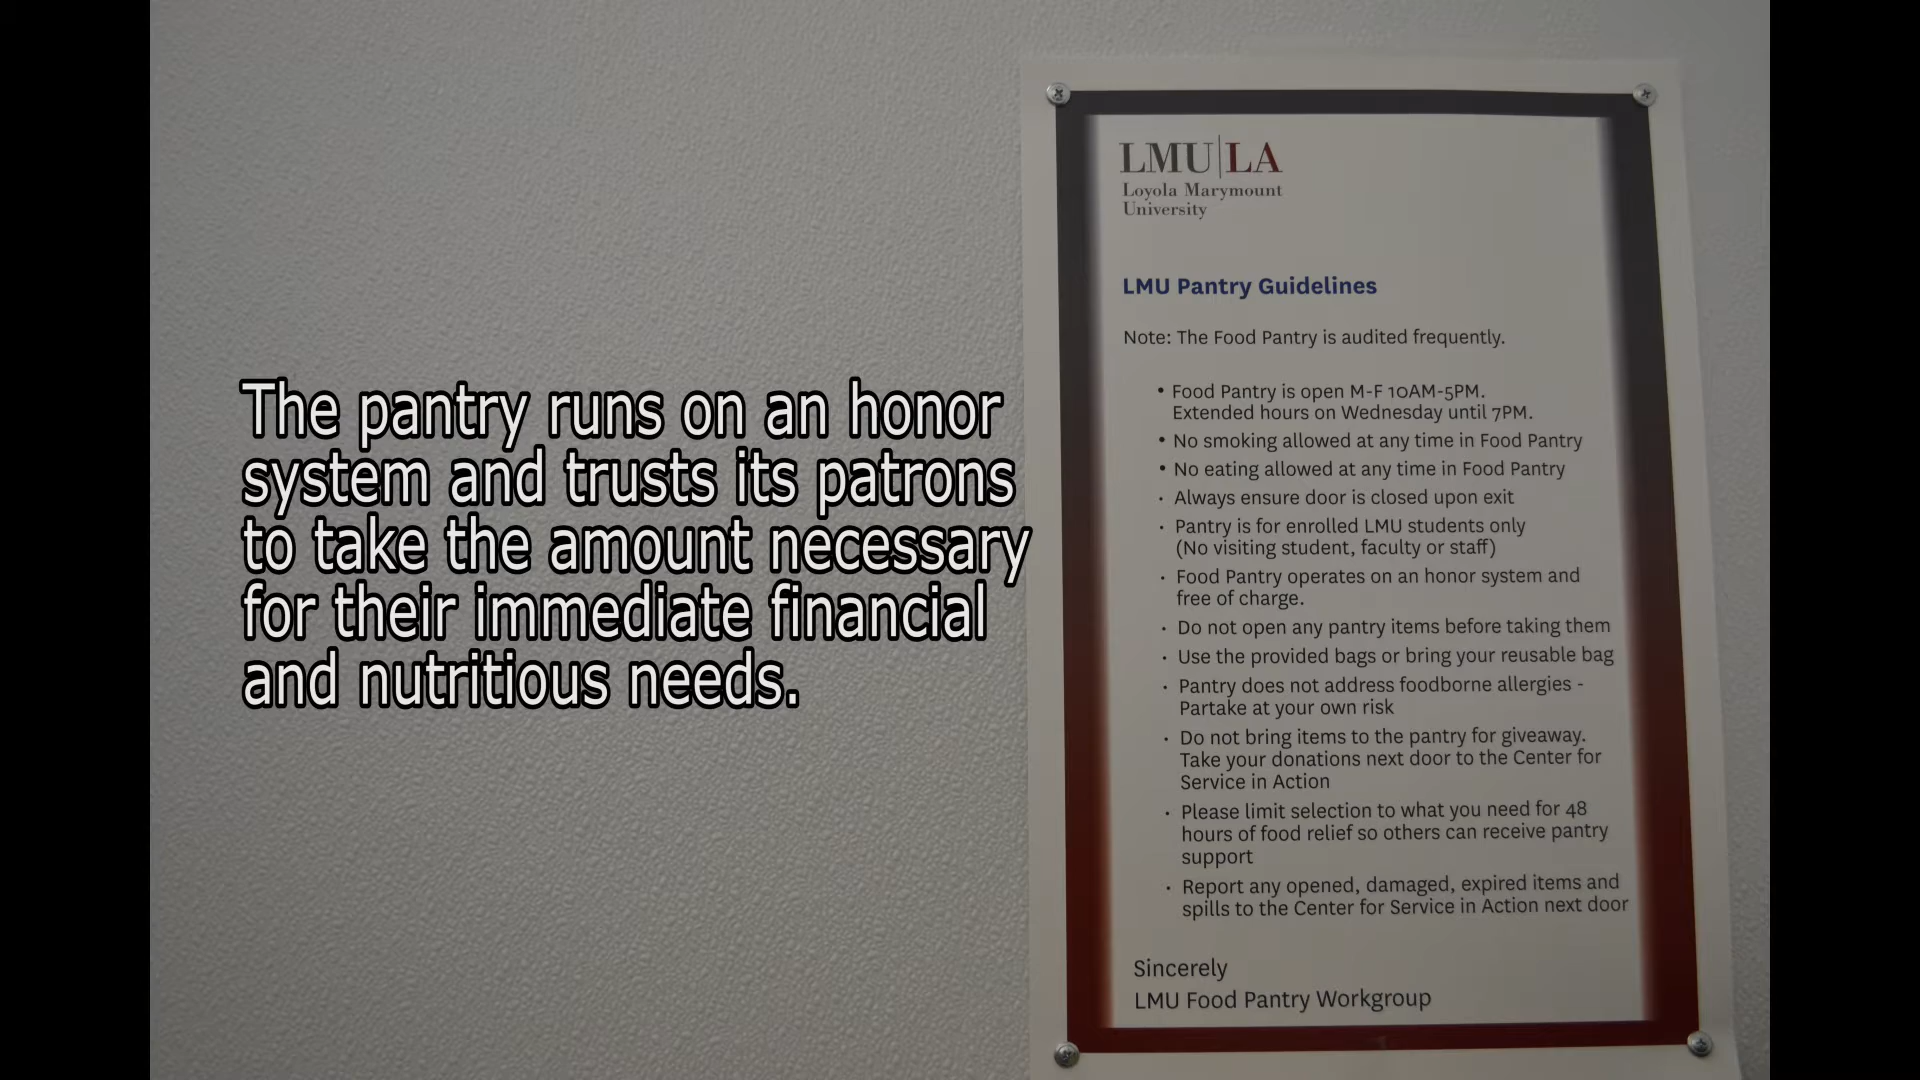 The pantry runs on an honor
system and trusts its patrons
to take the amount necessary
for their immediate financial
and nutritious needs.
LMU|LA
Loyola Marymount
University
LMU Pantry Guidelines
Note: The Food Pantry is audited frequently.
• Food Pantry is open M-F 10AM-5PM.
Extended hours on Wednesday until 7PM.
• No smoking allowed at any time in Food Pantry
• No eating allowed at any time in Food Pantry
• Always ensure door is closed upon exit
• Pantry is for enrolled LMU students only
(No visiting student, faculty or staff)
• Food Pantry operates on an honor system and
free of charge.
• Do not open any pantry items before taking them
• Use the provided bags or bring your reusable bag
• Pantry does not address foodborne allergies -
Partake at your own risk
• Do not bring items to the pantry for giveaway.
Take your donations next door to the Center for
Service in Action
• Please limit selection to what you need for 48
hours of food relief so others can receive pantry
support
• Report any opened, damaged, expired items and
spills to the Center for Service in Action next door
Sincerely
LMU Food Pantry Workgroup